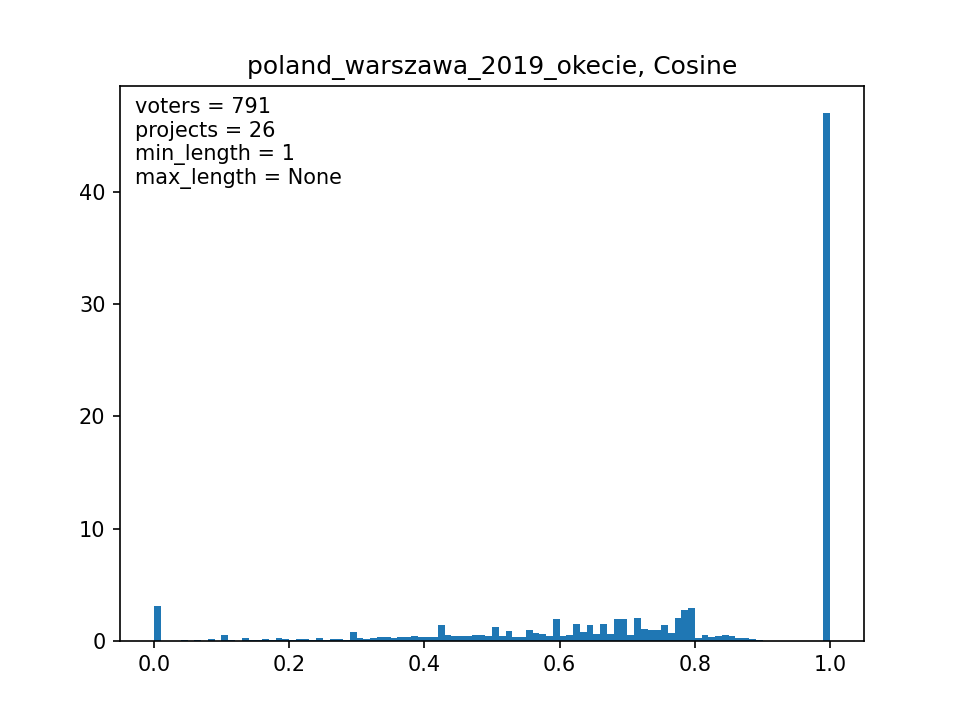 poland_warszawa_2019_okecie, Cosine
voters = 791
projects = 26
min_length = 1
max_length = None
40
30
20
10
0
0.0 0.2 0.4 0.6 0.8 1.0